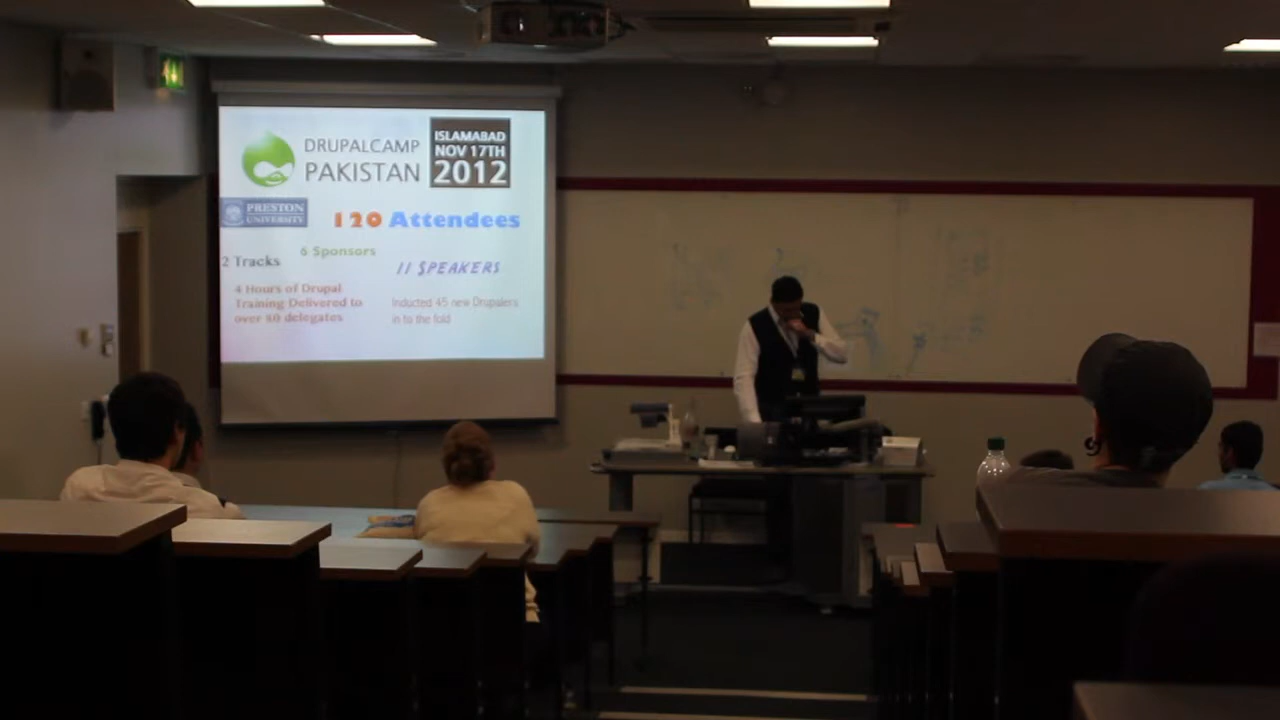 DRUPALCAMP
PAKISTAN
ISLAMABAD
NOV 17TH
2012
PRESTON
UNIVERSITY
120 Attendees
6 Sponsors
2 Tracks
11 SPEAKERS
4 Hours of Drupal
Training Delivered to
over 80 delegates
Inducted 45 new Drupalers
in to the fold